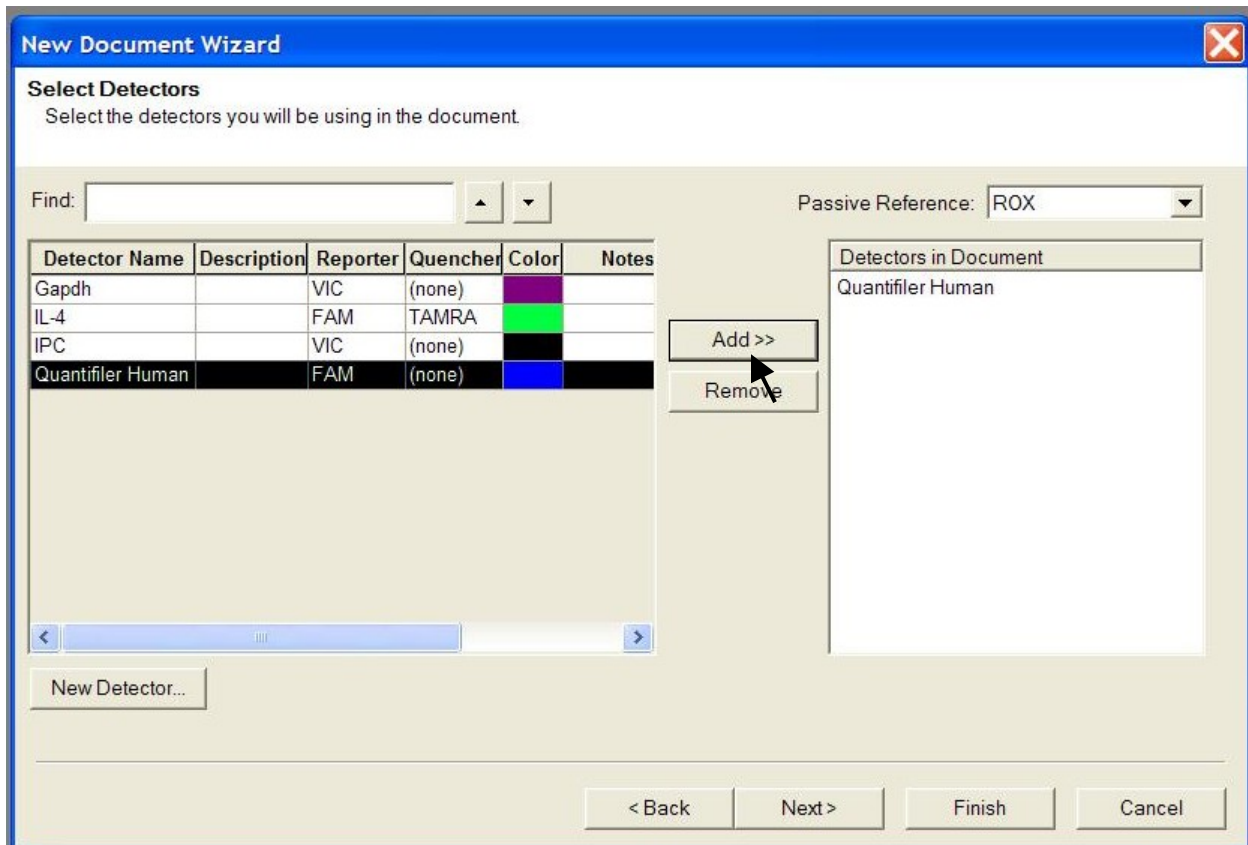 New Document Wizard
Select Detectors
Select the detectors you will be using in the document.
Find:
Passive Reference: ROX
Detector Name Description Reporter Quencher Color Notes
Gapdh VIC (none)
IL-4 FAM TAMRA
IPC VIC (none)
Quantifiler Human FAM (none)
Add >>
Remove
Detectors in Document
Quantifiler Human
New Detector...
< Back Next > Finish Cancel